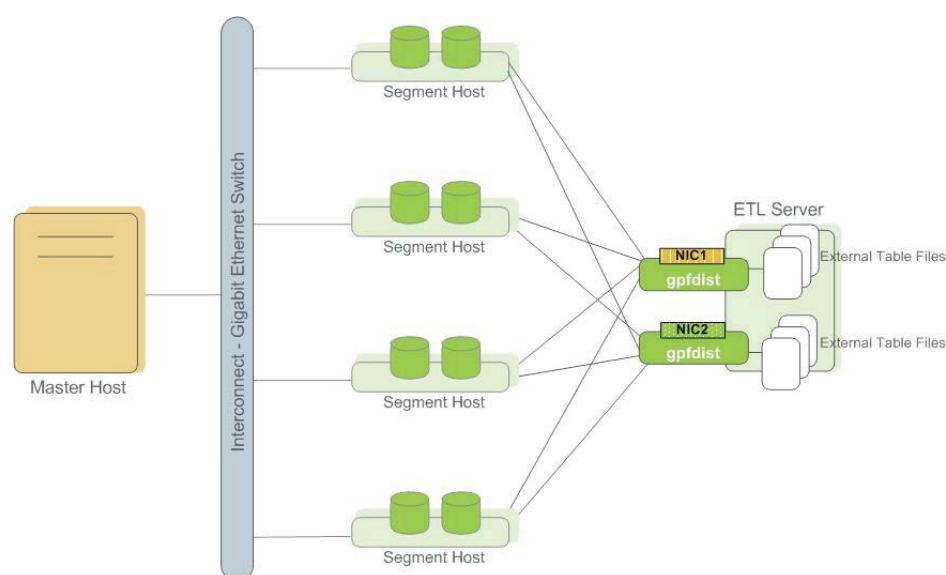 Master Host
Interconnect - Gigabit Ethernet Switch
Segment Host
Segment Host
Segment Host
Segment Host
ETL Server
NIC1
gpfdist
External Table Files
NIC2
gpfdist
External Table Files